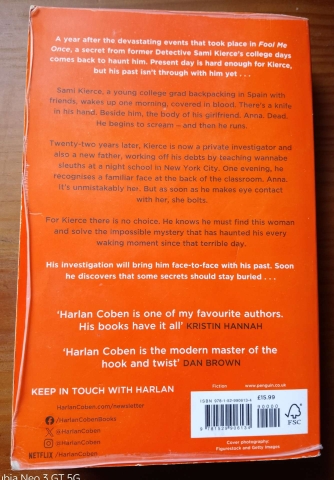 A year after the devastating events that took place in Fool Me
Once, a secret from former Detective Sami Kierce's college days
comes back to haunt him. Present day is hard enough for Kierce,
but his past isn't through with him yet . . .
Sami Kierce, a young college grad backpacking in Spain with
friends, wakes up one morning, covered in blood. There's a knife
in his hand. Beside him, the body of his girlfriend. Anna. Dead.
He begins to scream – and then he runs.
Twenty-two years later, Kierce is now a private investigator and
also a new father, working off his debts by teaching wannabe
sleuths at a night school in New York City. One evening, he
recognises a familiar face at the back of the classroom. Anna.
It's unmistakably her. But as soon as he makes eye contact
with her, she bolts.
For Kierce there is no choice. He knows he must find this woman
and solve the impossible mystery that has haunted his every
waking moment since that terrible day.
His investigation will bring him face-to-face with his past. Soon
he discovers that some secrets should stay buried . . .
'Harlan Coben is one of my favourite authors.
His books have it all' KRISTIN HANNAH
'Harlan Coben is the modern master of the
hook and twist' DAN BROWN
KEEP IN TOUCH WITH HARLAN
HarlanCoben.com/newsletter
HarlanCobenBooks
@HarlanCoben
@HarlanCoben
NETFLIX /HarlanCoben
Fiction
www.penguin.co.uk
£15.99
90000
FSC
Cover photography:
Figurestock and Getty Images
Neo 3 GT 5G